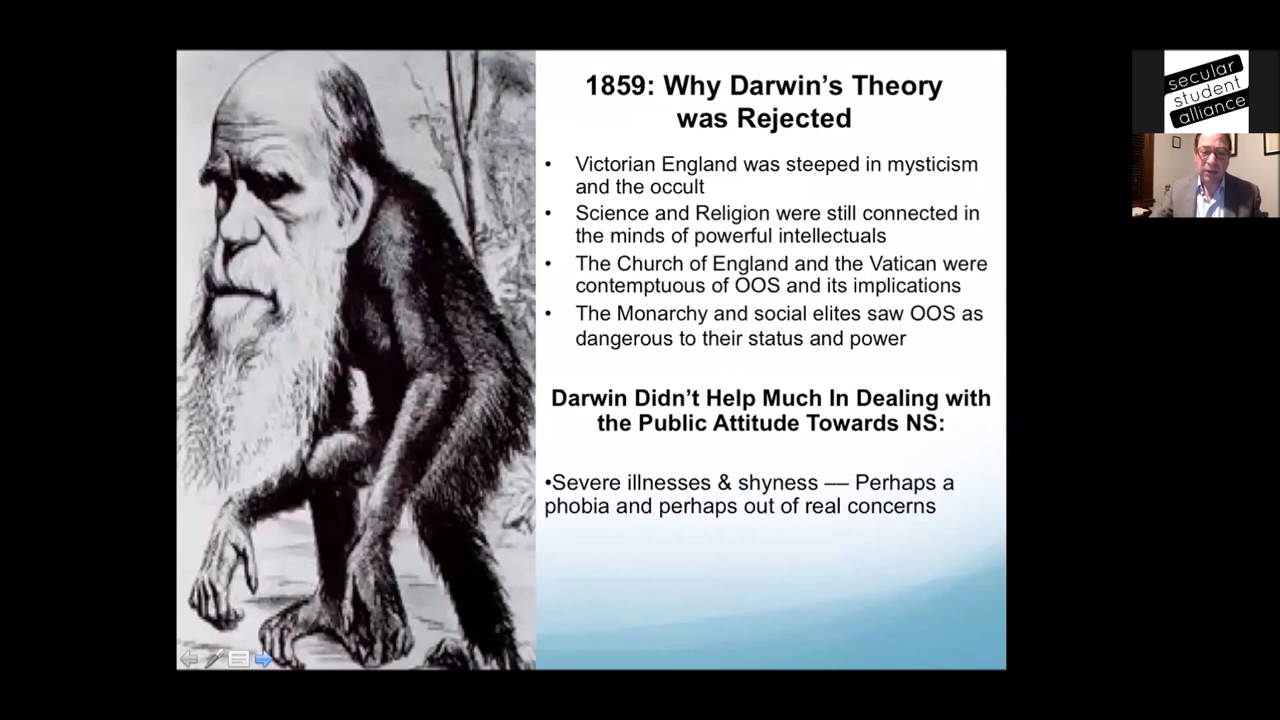 1859: Why Darwin’s Theory
was Rejected
• Victorian England was steeped in mysticism
and the occult
• Science and Religion were still connected in
the minds of powerful intellectuals
• The Church of England and the Vatican were
contemptuous of OOS and its implications
• The Monarchy and social elites saw OOS as
dangerous to their status and power
Darwin Didn’t Help Much In Dealing with
the Public Attitude Towards NS:
•Severe illnesses & shyness — Perhaps a
phobia and perhaps out of real concerns
secular
student
alliance